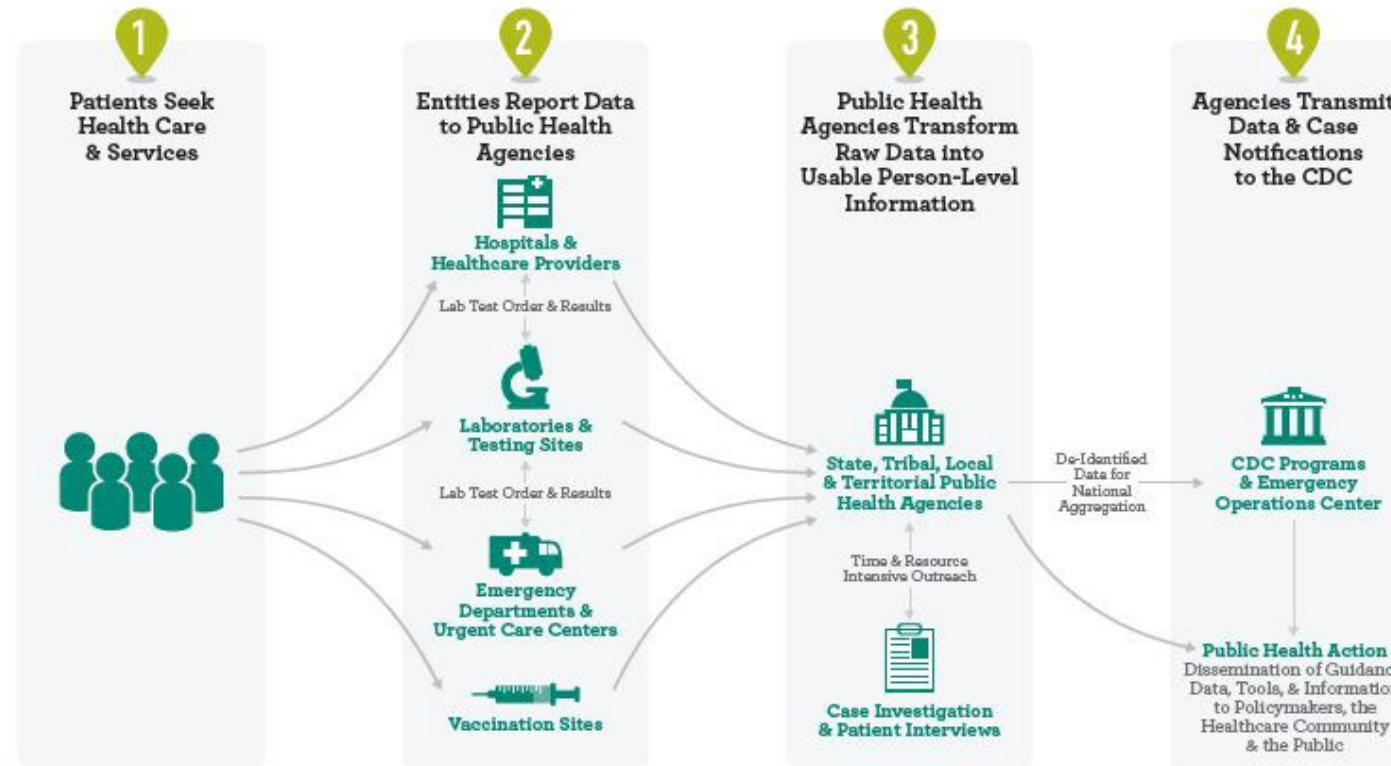 1
Patients Seek
Health Care
& Services
2
Entities Report Data
to Public Health
Agencies
Hospitals &
Healthcare Providers
Lab Test Order & Results
Laboratories &
Testing Sites
Lab Test Order & Results
Emergency
Departments &
Urgent Care Centers
Vaccination Sites
3
Public Health
Agencies Transform
Raw Data into
Usable Person-Level
Information
State, Tribal, Local
& Territorial Public
Health Agencies
Time & Resource
Intensive Outreach
Case Investigation
& Patient Interviews
De-Identified
Data for
National
Aggregation
4
Agencies Transmit
Data & Case
Notifications
to the CDC
CDC Programs
& Emergency
Operations Center
Public Health Action
Dissemination of Guidanc
Data, Tools, & Information
to Policymakers, the
Healthcare Community
& the Public